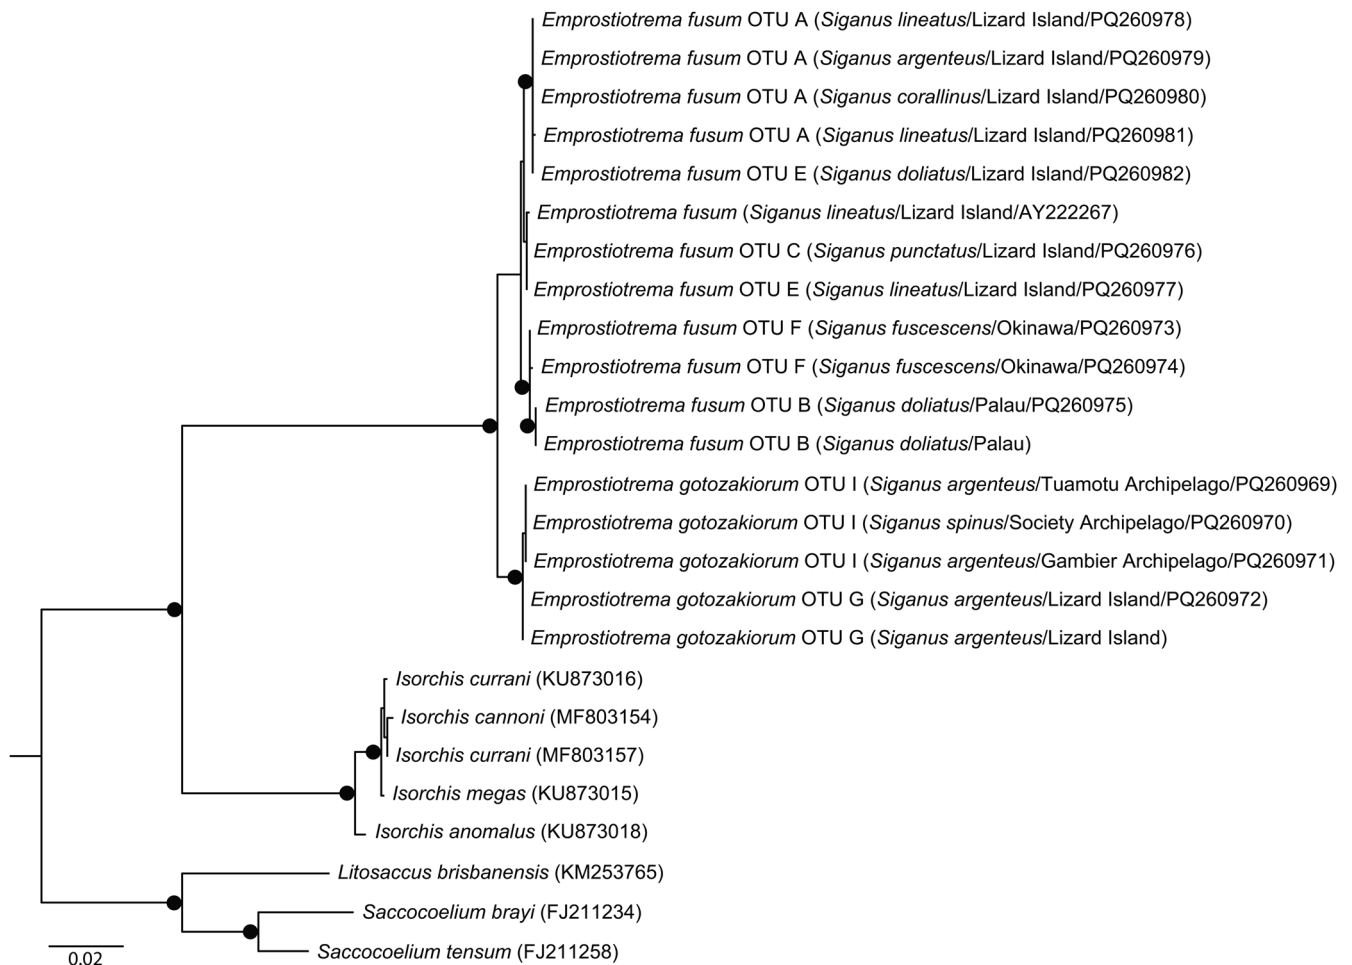 Emprostiotrema fusum OTU A (Siganus lineatus/Lizard Island/PQ260978)
Emprostiotrema fusum OTU A (Siganus argenteus/Lizard Island/PQ260979)
Emprostiotrema fusum OTU A (Siganus corallinus/Lizard Island/PQ260980)
Emprostiotrema fusum OTU A (Siganus lineatus/Lizard Island/PQ260981)
Emprostiotrema fusum OTU E (Siganus doliatus/Lizard Island/PQ260982)
Emprostiotrema fusum (Siganus lineatus/Lizard Island/AY222267)
Emprostiotrema fusum OTU C (Siganus punctatus/Lizard Island/PQ260976)
Emprostiotrema fusum OTU E (Siganus lineatus/Lizard Island/PQ260977)
Emprostiotrema fusum OTU F (Siganus fuscescens/Okinawa/PQ260973)
Emprostiotrema fusum OTU F (Siganus fuscescens/Okinawa/PQ260974)
Emprostiotrema fusum OTU B (Siganus doliatus/Palau/PQ260975)
Emprostiotrema fusum OTU B (Siganus doliatus/Palau)
Emprostiotrema gotozakiorum OTU I (Siganus argenteus/Tuamotu Archipelago/PQ260969)
Emprostiotrema gotozakiorum OTU I (Siganus spinus/Society Archipelago/PQ260970)
Emprostiotrema gotozakiorum OTU I (Siganus argenteus/Gambier Archipelago/PQ260971)
Emprostiotrema gotozakiorum OTU G (Siganus argenteus/Lizard Island/PQ260972)
Emprostiotrema gotozakiorum OTU G (Siganus argenteus/Lizard Island)
Isorchis currani (KU873016)
Isorchis cannoni (MF803154)
Isorchis currani (MF803157)
Isorchis megas (KU873015)
Isorchis anomalus (KU873018)
Litosaccus brisbanensis (KM253765)
Saccocoelium brayi (FJ211234)
Saccocoelium tensum (FJ211258)
0.02